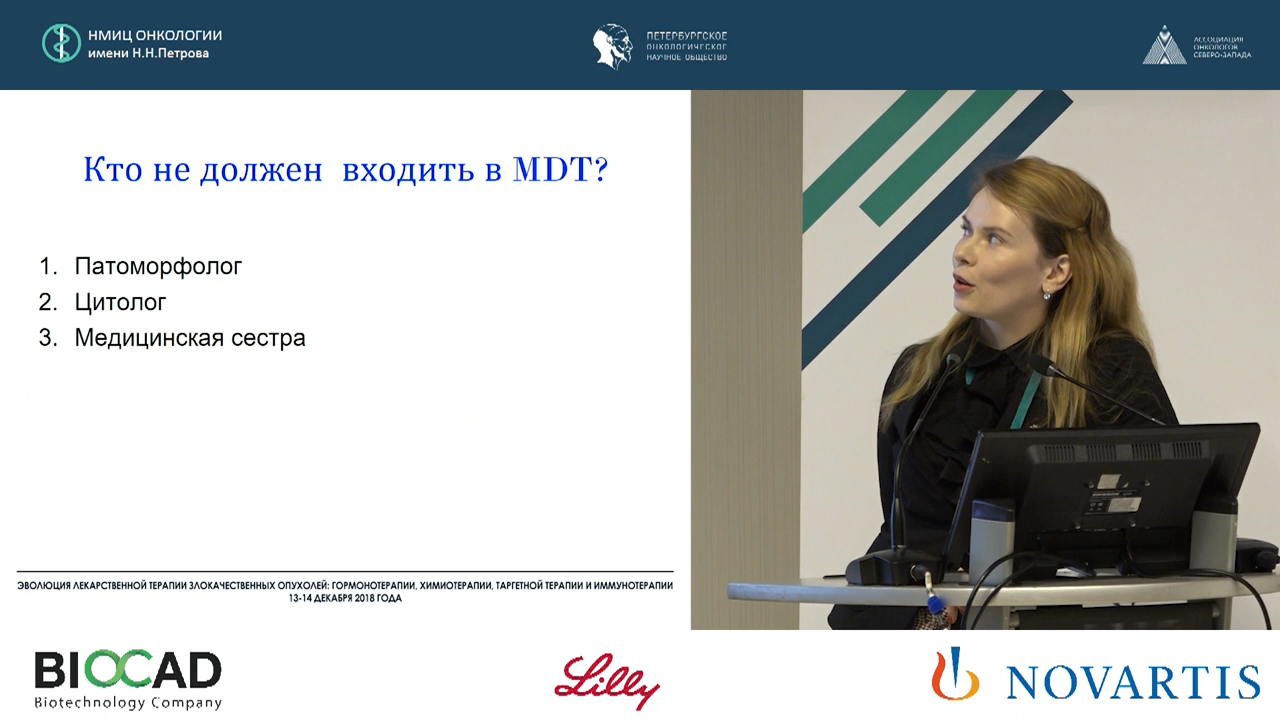 НМИЦ ОНКОЛОГИИ
имени Н.Н.Петрова
ПЕТЕРБУРГСКОЕ
ОНКОЛОГИЧЕСКОЕ
НАУЧНОЕ ОБЩЕСТВО
АССОЦИАЦИЯ
ОНКОЛОГОВ
СЕВЕРО-ЗАПАДА
Кто не должен входить в MDT?
1. Патоморфолог
2. Цитолог
3. Медицинская сестра
ЭВОЛЮЦИЯ ЛЕКАРСТВЕННОЙ ТЕРАПИИ ЗЛОКАЧЕСТВЕННЫХ ОПУХОЛЕЙ: ГОРМОНОТЕРАПИИ, ХИМИОТЕРАПИИ, ТАРГЕТНОЙ ТЕРАПИИ И ИММУНОТЕРАПИИ
13-14 ДЕКАБРЯ 2018 ГОДА
BIOCAD
Biotechnology Company
Lilly
NOVARTIS